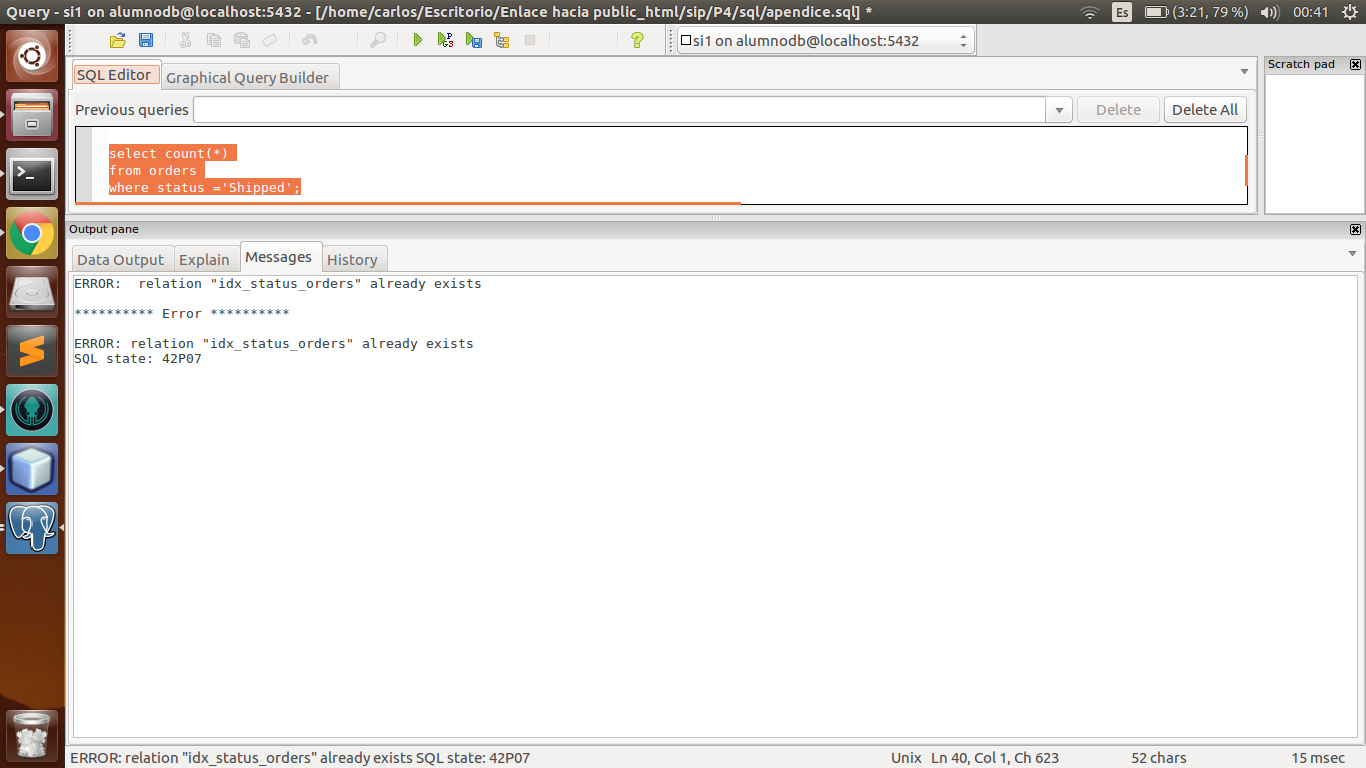 Query - si1 on alumnodb@localhost:5432 - [/home/carlos/Escritorio/Enlace hacia public_html/sip/P4/sql/apendice.sql] *
Es
(3:21, 79 %)
00:41
si1 on alumnodb@localhost:5432
SQL Editor
Graphical Query Builder
Scratch pad
Previous queries
Delete
Delete All
select count(*)
from orders
where status ='Shipped';
Output pane
Data Output
Explain
Messages
History
ERROR:  relation "idx_status_orders" already exists
********** Error **********
ERROR: relation "idx_status_orders" already exists
SQL state: 42P07
ERROR: relation "idx_status_orders" already exists SQL state: 42P07
Unix
Ln 40, Col 1, Ch 623
52 chars
15 msec